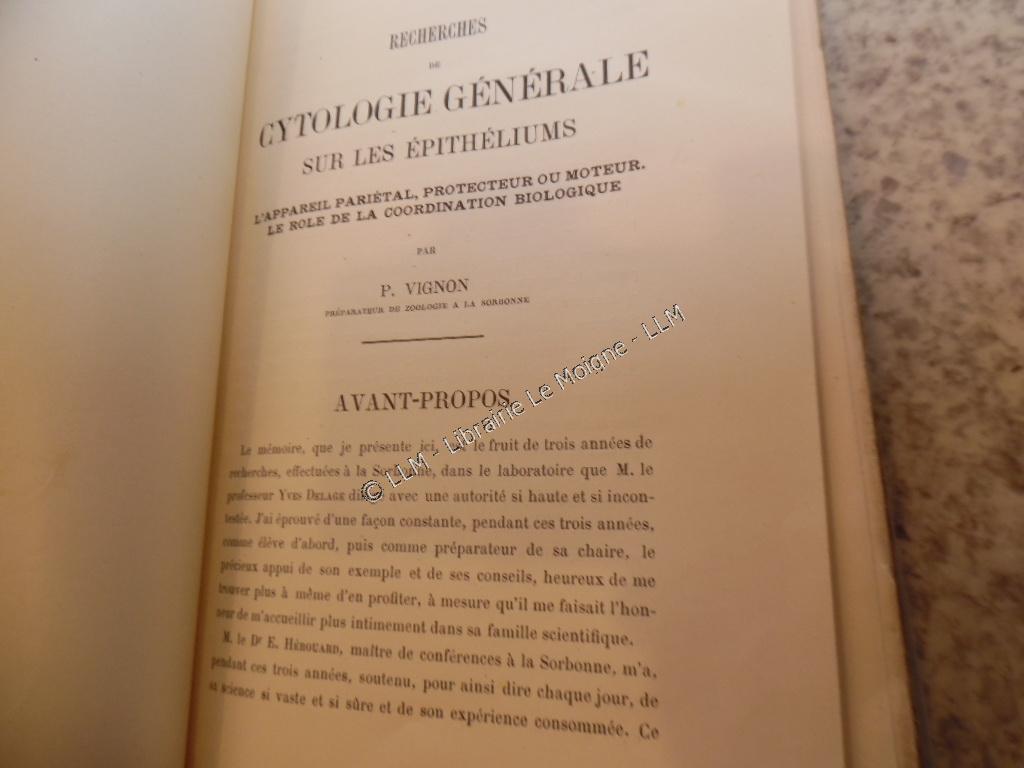 RECHERCHES
DE
CYTOLOGIE GÉNÉRALE
SUR LES ÉPITHÉLIUMS
L'APPAREIL PARIÉTAL, PROTECTEUR OU MOTEUR.
LE ROLE DE LA COORDINATION BIOLOGIQUE
PAR
P. VIGNON
PRÉPARATEUR DE ZOOLOGIE A LA SORBONNE
AVANT-PROPOS
Le mémoire, que je présente ici, est le fruit de trois années de
recherches, effectuées à la Sorbonne, dans le laboratoire que M. le
professeur YVES DELAGE dirige avec une autorité si haute et si incon-
testée. J'ai éprouvé d'une façon constante, pendant ces trois années,
comme élève d'abord, puis comme préparateur de sa chaire, le
précieux appui de son exemple et de ses conseils, heureux de me
trouver plus à même d'en profiter, à mesure qu'il me faisait l'hon-
neur de m'accueillir plus intimement dans sa famille scientifique.
M. le Dr E. HÉROUARD, maître de conférences à la Sorbonne, m'a,
pendant ces trois années, soutenu, pour ainsi dire chaque jour, de
sa science si vaste et si sûre et de son expérience consommée. Ce
© LLM - Librairie Le Moigne - LLM